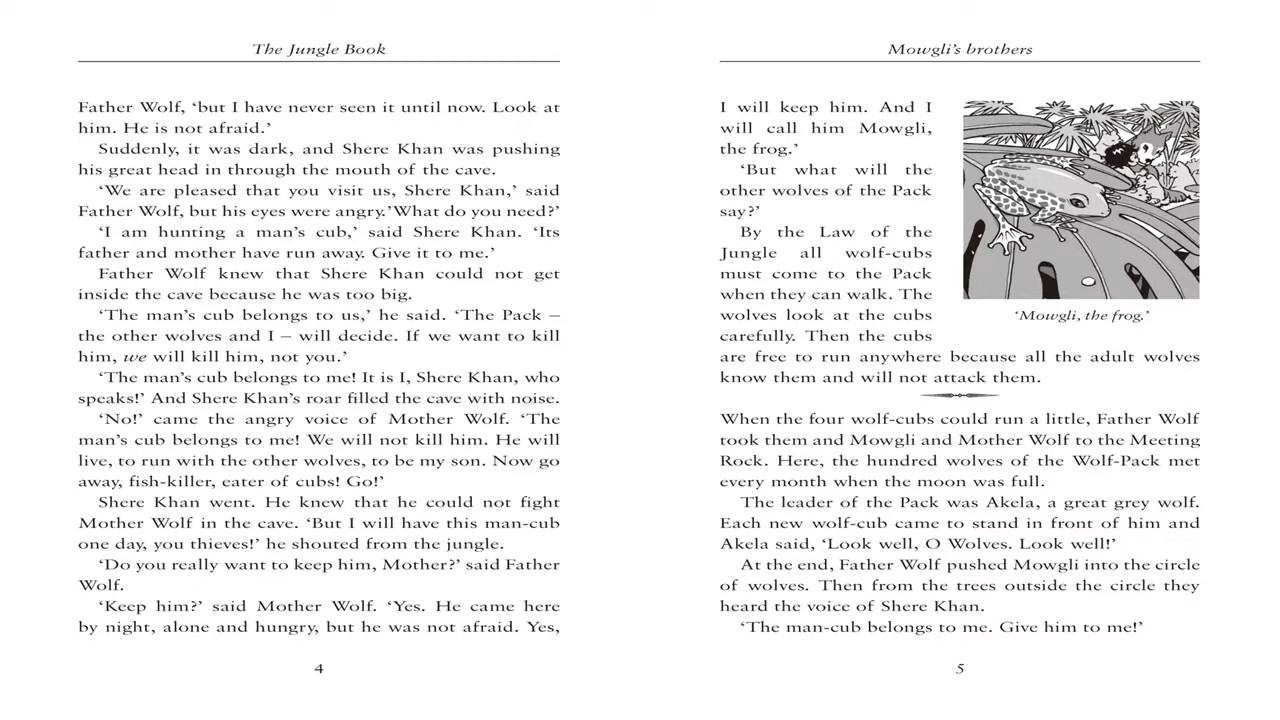 The Jungle Book
Father Wolf, ‘but I have never seen it until now. Look at
him. He is not afraid.’
Suddenly, it was dark, and Shere Khan was pushing
his great head in through the mouth of the cave.
‘We are pleased that you visit us, Shere Khan,’ said
Father Wolf, but his eyes were angry.’What do you need?’
‘I am hunting a man’s cub,’ said Shere Khan. ‘Its
father and mother have run away. Give it to me.’
Father Wolf knew that Shere Khan could not get
inside the cave because he was too big.
‘The man’s cub belongs to us,’ he said. ‘The Pack –
the other wolves and I – will decide. If we want to kill
him, we will kill him, not you.’
‘The man’s cub belongs to me! It is I, Shere Khan, who
speaks!’ And Shere Khan’s roar filled the cave with noise.
‘No!’ came the angry voice of Mother Wolf. ‘The
man’s cub belongs to me! We will not kill him. He will
live, to run with the other wolves, to be my son. Now go
away, fish-killer, eater of cubs! Go!’
Shere Khan went. He knew that he could not fight
Mother Wolf in the cave. ‘But I will have this man-cub
one day, you thieves!’ he shouted from the jungle.
‘Do you really want to keep him, Mother?’ said Father
Wolf.
‘Keep him?’ said Mother Wolf. ‘Yes. He came here
by night, alone and hungry, but he was not afraid. Yes,
4
Mowgli’s brothers
I will keep him. And I
will call him Mowgli,
the frog.’
‘But what will the
other wolves of the Pack
say?’
By the Law of the
Jungle all wolf-cubs
must come to the Pack
when they can walk. The
wolves look at the cubs
carefully. Then the cubs
are free to run anywhere because all the adult wolves
know them and will not attack them.
‘Mowgli, the frog.’
When the four wolf-cubs could run a little, Father Wolf
took them and Mowgli and Mother Wolf to the Meeting
Rock. Here, the hundred wolves of the Wolf-Pack met
every month when the moon was full.
The leader of the Pack was Akela, a great grey wolf.
Each new wolf-cub came to stand in front of him and
Akela said, ‘Look well, O Wolves. Look well!’
At the end, Father Wolf pushed Mowgli into the circle
of wolves. Then from the trees outside the circle they
heard the voice of Shere Khan.
‘The man-cub belongs to me. Give him to me!’
5